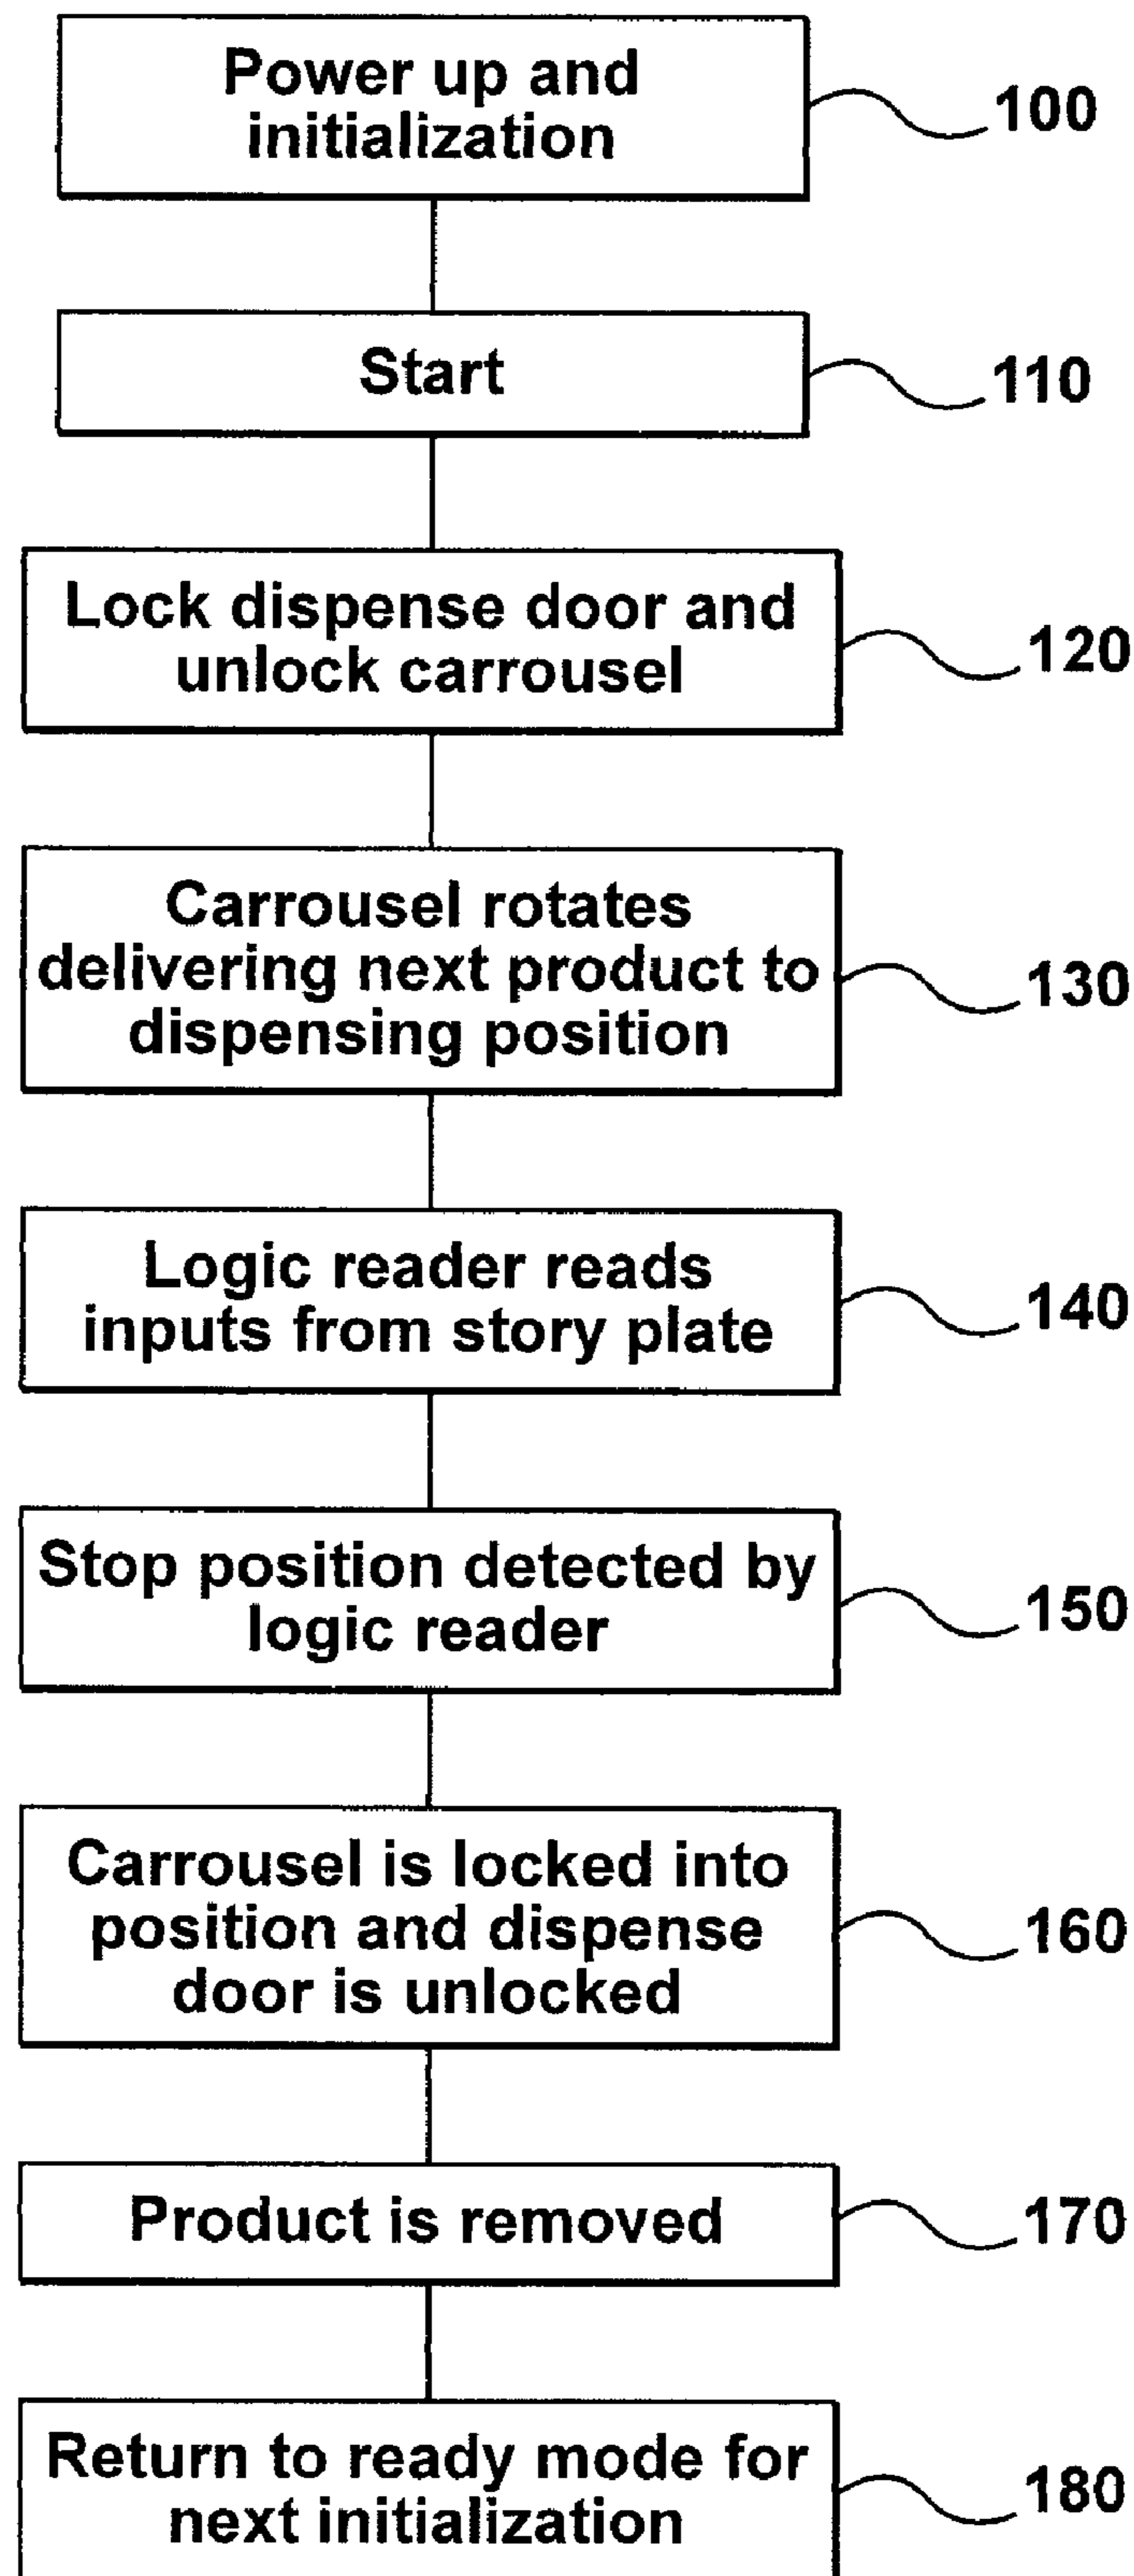 Power up and
initialization
100
Start
110
Lock dispense door and
unlock carrousel
120
Carrousel rotates
delivering next product to
dispensing position
130
Logic reader reads
inputs from story plate
140
Stop position detected by
logic reader
150
Carrousel is locked into
position and dispense
door is unlocked
160
Product is removed
170
Return to ready mode for
next initialization
180